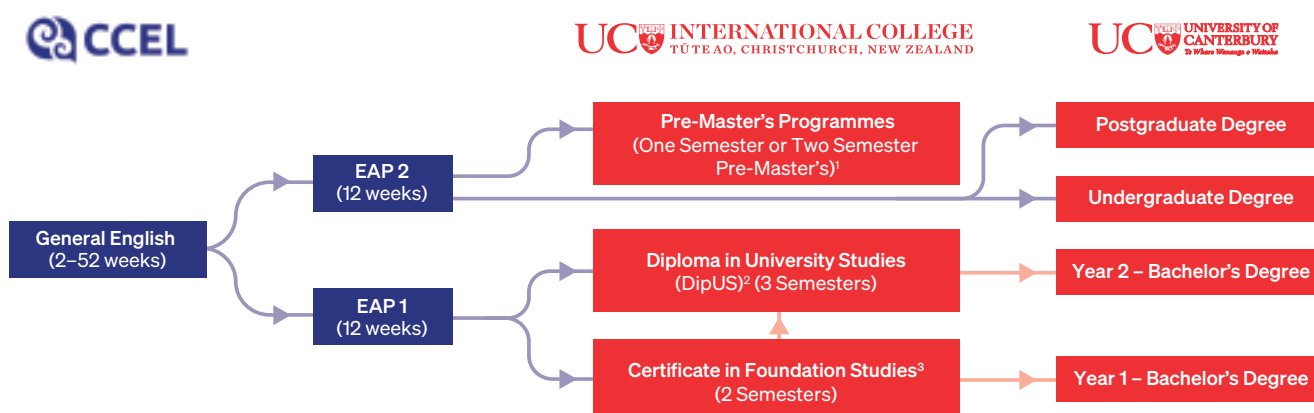 CCEL
UC INTERNATIONAL COLLEGE
TŪTEAO, CHRISTCHURCH, NEW ZEALAND
UC UNIVERSITY OF
CANTERBURY
Te Whare Wānanga o Waitaha
Pre-Master’s Programmes
(One Semester or Two Semester
Pre-Master’s)¹
Postgraduate Degree
EAP 2
(12 weeks)
Undergraduate Degree
General English
(2–52 weeks)
Diploma in University Studies
(DipUS)² (3 Semesters)
Year 2 – Bachelor’s Degree
EAP 1
(12 weeks)
Certificate in Foundation Studies³
(2 Semesters)
Year 1 – Bachelor’s Degree